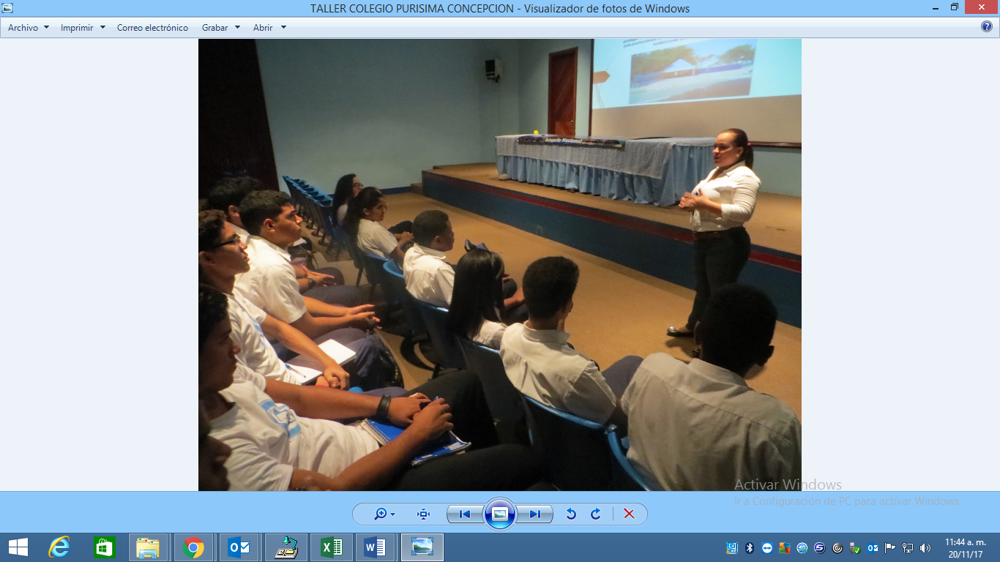 TALLER COLEGIO PURISIMA CONCEPCION - Visualizador de fotos de Windows
Archivo Imprimir Correo electrónico Grabar Abrir
Activar Windows
Ir a Configuración de PC para activar Windows.
11:44 a. m.
20/11/17